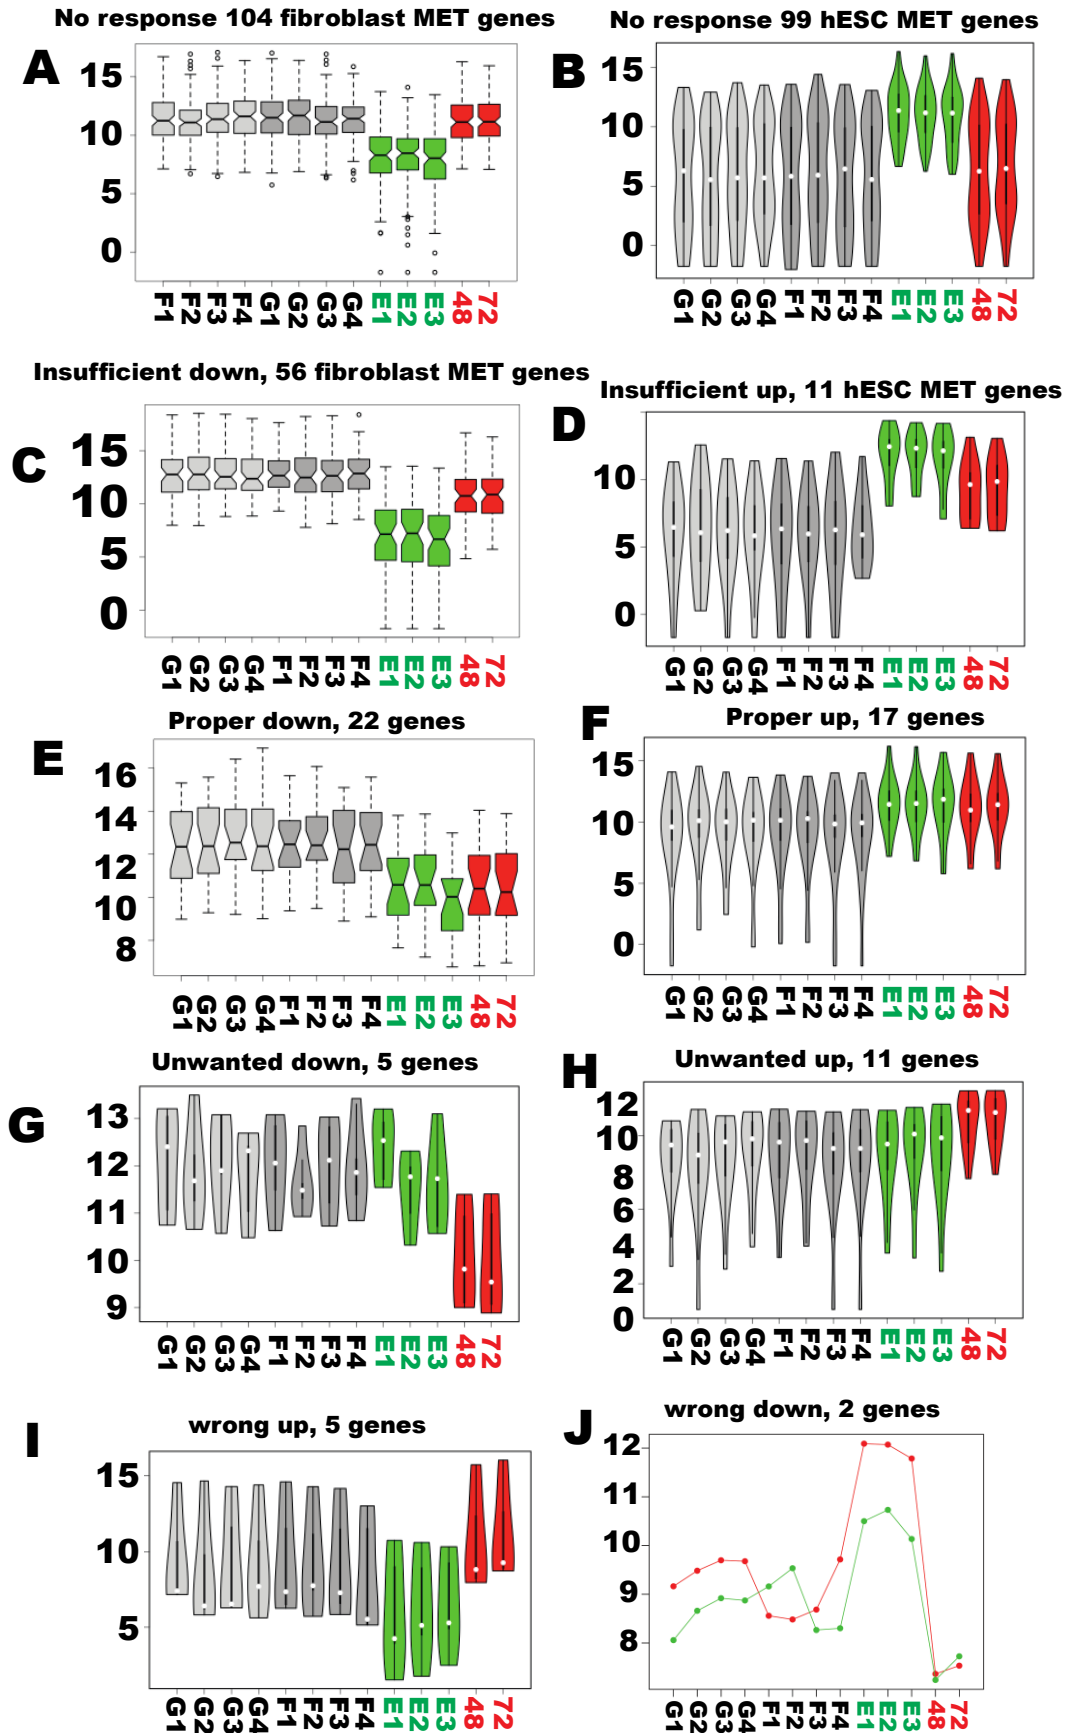 No response 104 fibroblast MET genes
A
15
10
5
0
F1 F2 F3 F4 G1 G2 G3 G4 E1 E2 E3 48 72
No response 99 hESC MET genes
B
15
10
5
0
G1 G2 G3 G4 F1 F2 F3 F4 E1 E2 E3 48 72
Insufficient down, 56 fibroblast MET genes
C
15
10
5
0
G1 G2 G3 G4 F1 F2 F3 F4 E1 E2 E3 48 72
Insufficient up, 11 hESC MET genes
D
10
5
0
G1 G2 G3 G4 F1 F2 F3 F4 E1 E2 E3 48 72
Proper down, 22 genes
E
16
14
12
10
8
G1 G2 G3 G4 F1 F2 F3 F4 E1 E2 E3 48 72
Proper up, 17 genes
F
15
10
5
0
G1 G2 G3 G4 F1 F2 F3 F4 E1 E2 E3 48 72
Unwanted down, 5 genes
G
13
12
11
10
9
G1 G2 G3 G4 F1 F2 F3 F4 E1 E2 E3 48 72
Unwanted up, 11 genes
H
12
10
8
6
4
2
0
G1 G2 G3 G4 F1 F2 F3 F4 E1 E2 E3 48 72
wrong up, 5 genes
I
15
10
5
G1 G2 G3 G4 F1 F2 F3 F4 E1 E2 E3 48 72
wrong down, 2 genes
J
12
11
10
9
8
G1 G2 G3 G4 F1 F2 F3 F4 E1 E2 E3 48 72